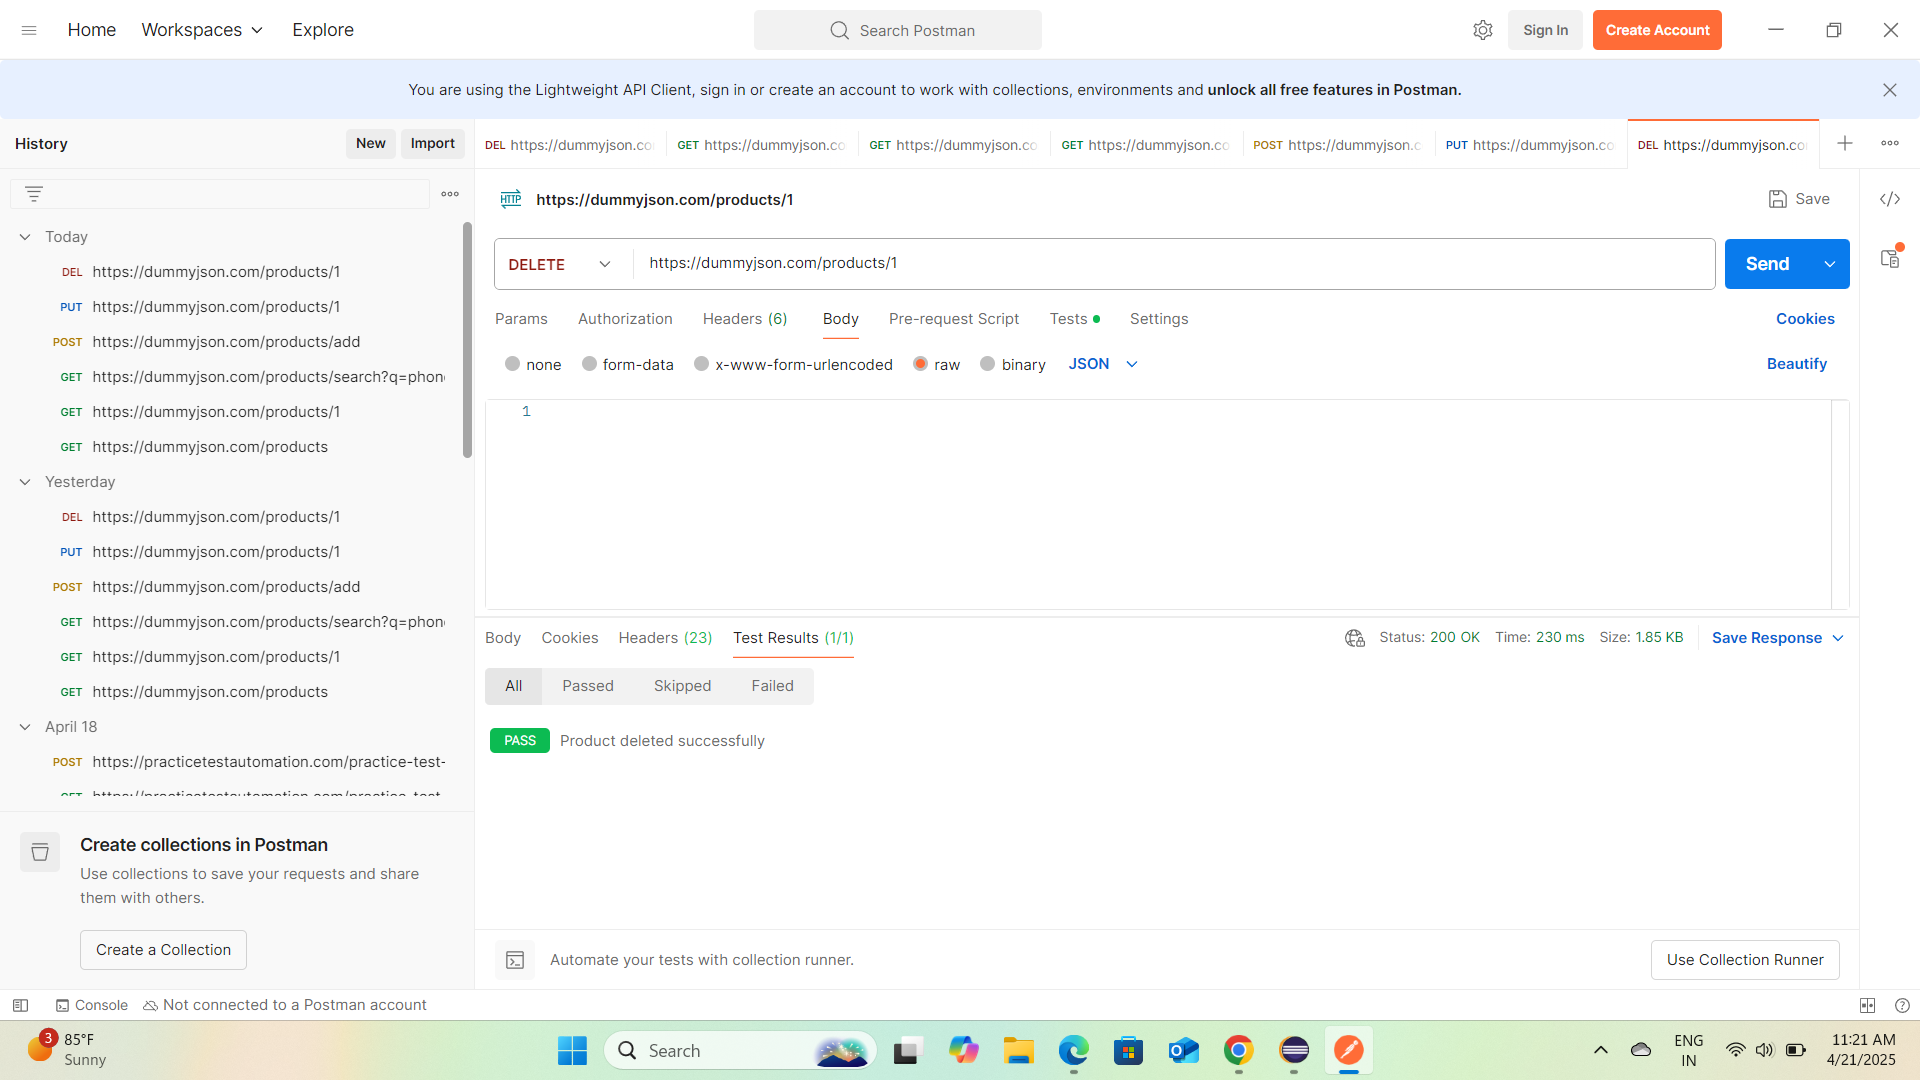 Home
Workspaces
Explore
Search Postman
Sign In
Create Account
You are using the Lightweight API Client, sign in or create an account to work with collections, environments and unlock all free features in Postman.
History
New
Import
DEL https://dummyjson.co
GET https://dummyjson.co
GET https://dummyjson.co
GET https://dummyjson.co
POST https://dummyjson.c
PUT https://dummyjson.co
DEL https://dummyjson.co
HTTP https://dummyjson.com/products/1
Save
Today
DEL https://dummyjson.com/products/1
PUT https://dummyjson.com/products/1
POST https://dummyjson.com/products/add
GET https://dummyjson.com/products/search?q=phon
GET https://dummyjson.com/products/1
GET https://dummyjson.com/products
Yesterday
DEL https://dummyjson.com/products/1
PUT https://dummyjson.com/products/1
POST https://dummyjson.com/products/add
GET https://dummyjson.com/products/search?q=phon
GET https://dummyjson.com/products/1
GET https://dummyjson.com/products
April 18
POST https://practicetestautomation.com/practice-test-
GET https://practicetestautomation.com/practice-test
Create collections in Postman
Use collections to save your requests and share
them with others.
Create a Collection
DELETE
https://dummyjson.com/products/1
Send
Params
Authorization
Headers (6)
Body
Pre-request Script
Tests
Settings
Cookies
none
form-data
x-www-form-urlencoded
raw
binary
JSON
Beautify
1
Body
Cookies
Headers (23)
Test Results (1/1)
Status: 200 OK
Time: 230 ms
Size: 1.85 KB
Save Response
All
Passed
Skipped
Failed
PASS
Product deleted successfully
Automate your tests with collection runner.
Use Collection Runner
Console
Not connected to a Postman account
3
85°F
Sunny
Search
ENG
IN
11:21 AM
4/21/2025